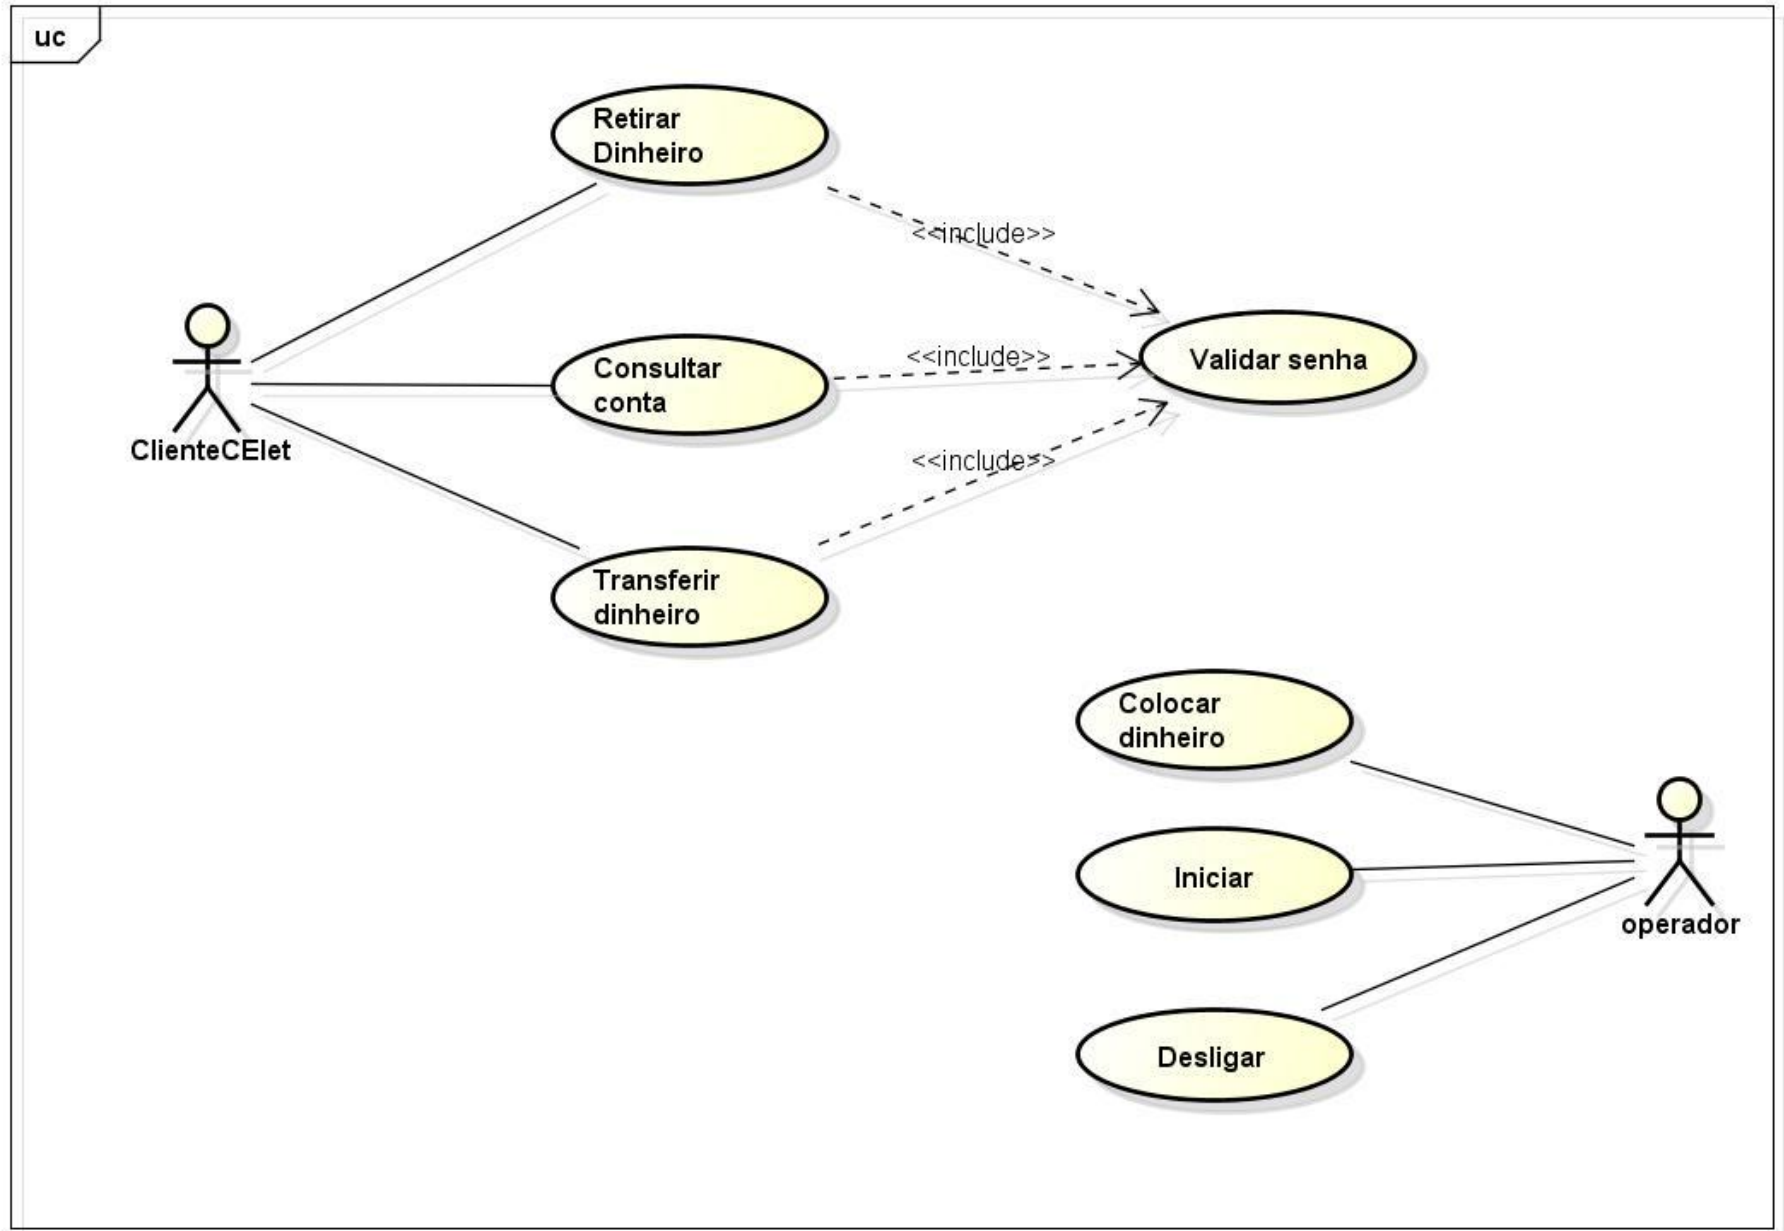 uc
Retirar
Dinheiro
<<include>>
Consultar
conta
<<include>>
Validar senha
ClienteCElet
<<include>>
Transferir
dinheiro
Colocar
dinheiro
Iniciar
operador
Desligar